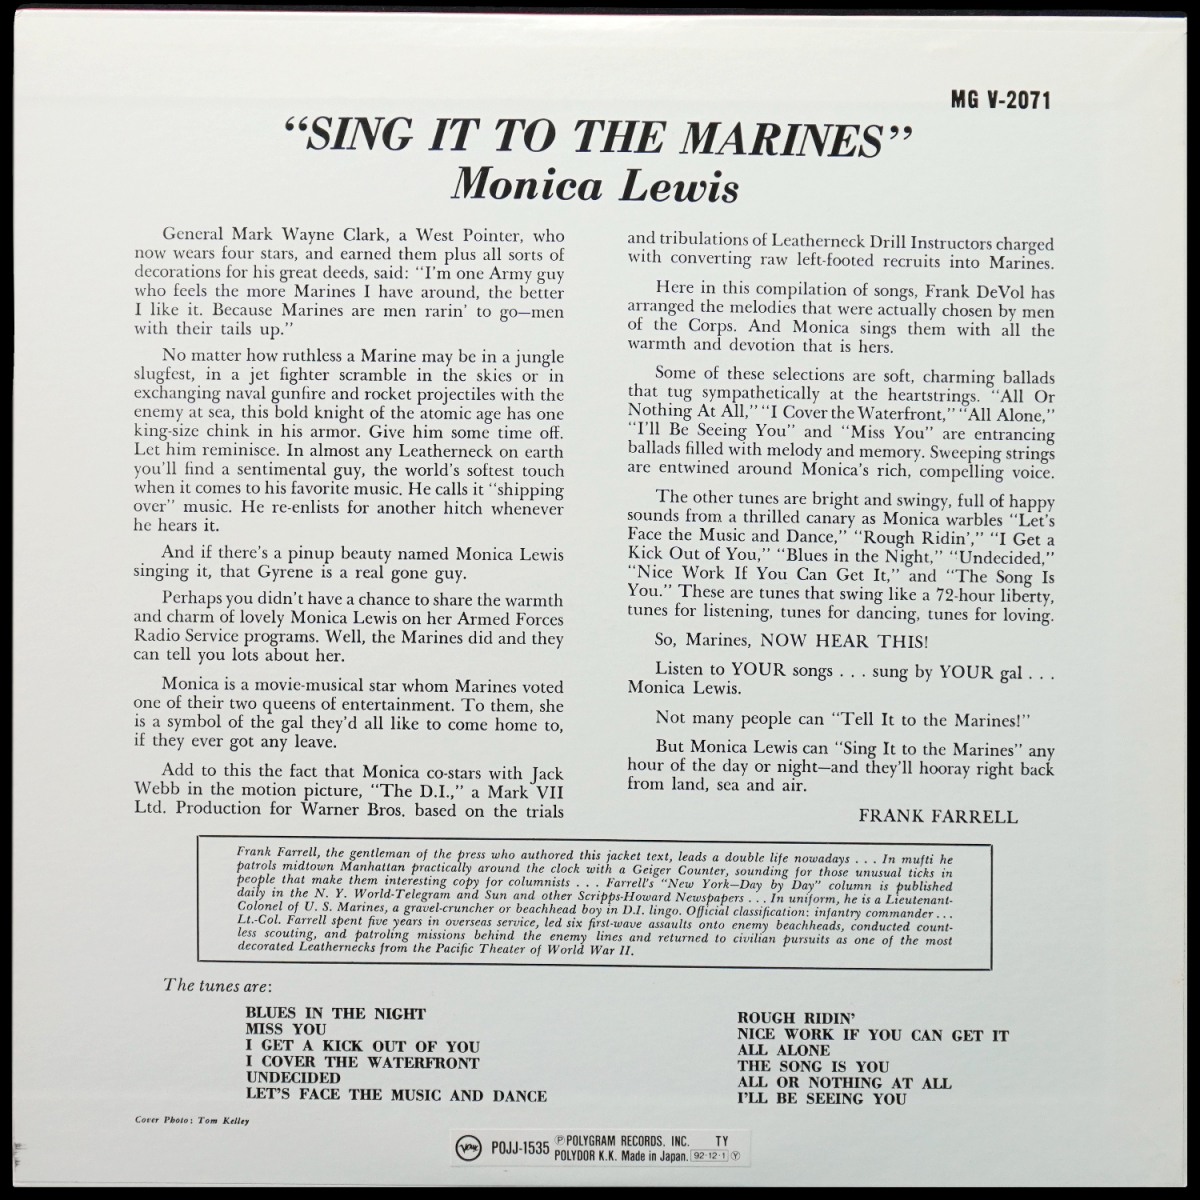 MG V-2071
“SING IT TO THE MARINES”
Monica Lewis
General Mark Wayne Clark, a West Pointer, who
now wears four stars, and earned them plus all sorts of
decorations for his great deeds, said: “I'm one Army guy
who feels the more Marines I have around, the better
I like it. Because Marines are men rarin' to go—men
with their tails up.”
No matter how ruthless a Marine may be in a jungle
slugfest, in a jet fighter scramble in the skies or in
exchanging naval gunfire and rocket projectiles with the
enemy at sea, this bold knight of the atomic age has one
king-size chink in his armor. Give him some time off.
Let him reminisce. In almost any Leatherneck on earth
you'll find a sentimental guy, the world's softest touch
when it comes to his favorite music. He calls it “shipping
over” music. He re-enlists for another hitch whenever
he hears it.
And if there's a pinup beauty named Monica Lewis
singing it, that Gyrene is a real gone guy.
Perhaps you didn't have a chance to share the warmth
and charm of lovely Monica Lewis on her Armed Forces
Radio Service programs. Well, the Marines did and they
can tell you lots about her.
Monica is a movie-musical star whom Marines voted
one of their two queens of entertainment. To them, she
is a symbol of the gal they'd all like to come home to,
if they ever got any leave.
Add to this the fact that Monica co-stars with Jack
Webb in the motion picture, “The D.I.,” a Mark VII
Ltd. Production for Warner Bros. based on the trials
and tribulations of Leatherneck Drill Instructors charged
with converting raw left-footed recruits into Marines.
Here in this compilation of songs, Frank DeVol has
arranged the melodies that were actually chosen by men
of the Corps. And Monica sings them with all the
warmth and devotion that is hers.
Some of these selections are soft, charming ballads
that tug sympathetically at the heartstrings. “All Or
Nothing At All,” “I Cover the Waterfront,” “All Alone,”
“I'll Be Seeing You” and “Miss You” are entrancing
ballads filled with melody and memory. Sweeping strings
are entwined around Monica's rich, compelling voice.
The other tunes are bright and swingy, full of happy
sounds from a thrilled canary as Monica warbles “Let's
Face the Music and Dance,” “Rough Ridin',” “I Get a
Kick Out of You,” “Blues in the Night,” “Undecided,”
“Nice Work If You Can Get It,” and “The Song Is
You.” These are tunes that swing like a 72-hour liberty,
tunes for listening, tunes for dancing, tunes for loving.
So, Marines, NOW HEAR THIS!
Listen to YOUR songs . . . sung by YOUR gal . . .
Monica Lewis.
Not many people can “Tell It to the Marines!”
But Monica Lewis can “Sing It to the Marines” any
hour of the day or night—and they'll hooray right back
from land, sea and air.
FRANK FARRELL
Frank Farrell, the gentleman of the press who authored this jacket text, leads a double life nowadays . . . In mufti he
patrols midtown Manhattan practically around the clock with a Geiger Counter, sounding for those unusual ticks in
people that make them interesting copy for columnists . . . Farrell's “New York—Day by Day” column is published
daily in the N. Y. World-Telegram and Sun and other Scripps-Howard Newspapers . . . In uniform, he is a Lieutenant-
Colonel of U. S. Marines, a gravel-cruncher or beachhead boy in D.I. lingo. Official classification: infantry commander . . .
Lt.-Col. Farrell spent five years in overseas service, led six first-wave assaults onto enemy beachheads, conducted count-
less scouting, and patroling missions behind the enemy lines and returned to civilian pursuits as one of the most
decorated Leathernecks from the Pacific Theater of World War II.
The tunes are:
BLUES IN THE NIGHT
MISS YOU
I GET A KICK OUT OF YOU
I COVER THE WATERFRONT
UNDECIDED
LET'S FACE THE MUSIC AND DANCE
ROUGH RIDIN'
NICE WORK IF YOU CAN GET IT
ALL ALONE
THE SONG IS YOU
ALL OR NOTHING AT ALL
I'LL BE SEEING YOU
Cover Photo: Tom Kelley
Verve POJJ-1535 ℗POLYGRAM RECORDS, INC. TY
POLYDOR K.K. Made in Japan. 92·12·1 Ⓨ